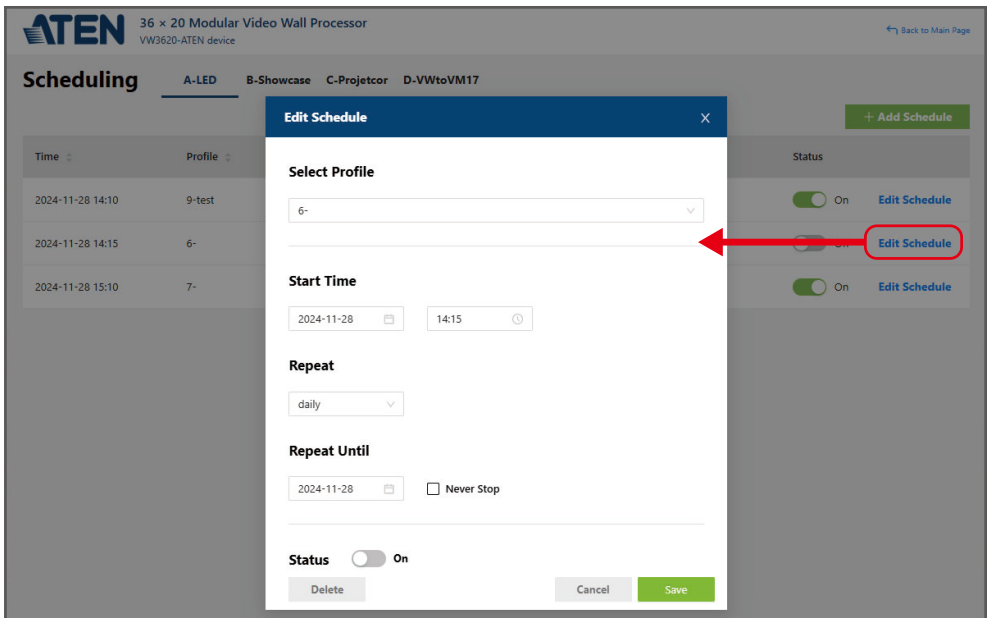 ATEN
36 × 20 Modular Video Wall Processor
VW3620-ATEN device
Back to Main Page
Scheduling
A-LED B-Showcase C-Projetcor D-VWtoVM17
+ Add Schedule
Time Profile Status
2024-11-28 14:10 9-test On Edit Schedule
2024-11-28 14:15 6- On Edit Schedule
2024-11-28 15:10 7- On Edit Schedule
Edit Schedule X
Select Profile
6-
Start Time
2024-11-28 14:15
Repeat
daily
Repeat Until
2024-11-28 Never Stop
Status On
Delete Cancel Save